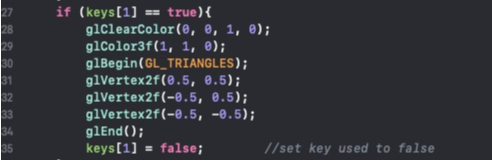 27 if (keys[1] == true){
28 glClearColor(0, 0, 1, 0);
29 glColor3f(1, 1, 0);
30 glBegin(GL_TRIANGLES);
31 glVertex2f(0.5, 0.5);
32 glVertex2f(-0.5, 0.5);
33 glVertex2f(-0.5, -0.5);
34 glEnd();
35 keys[1] = false; //set key used to false